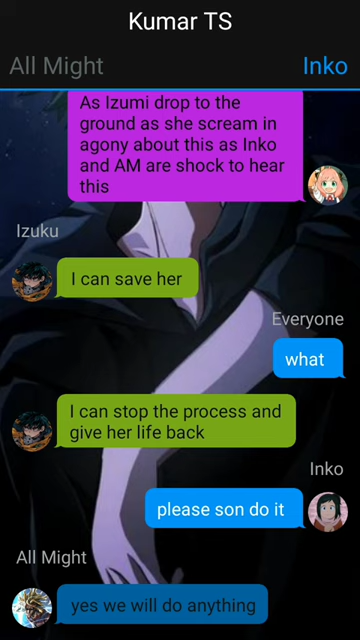 Kumar TS
All Might
Inko
As Izumi drop to the
ground as she scream in
agony about this as Inko
and AM are shock to hear
this
Izuku
I can save her
Everyone
what
I can stop the process and
give her life back
Inko
please son do it
All Might
yes we will do anything